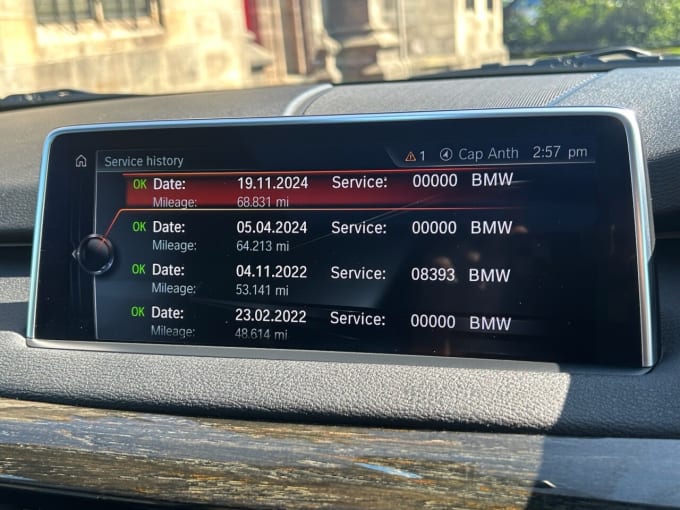 Service history
1 Cap Anth 2:57 pm
OK Date: 19.11.2024 Service: 00000 BMW
Mileage: 68.831 mi
OK Date: 05.04.2024 Service: 00000 BMW
Mileage: 64.213 mi
OK Date: 04.11.2022 Service: 08393 BMW
Mileage: 53.141 mi
OK Date: 23.02.2022 Service: 00000 BMW
Mileage: 48.614 mi